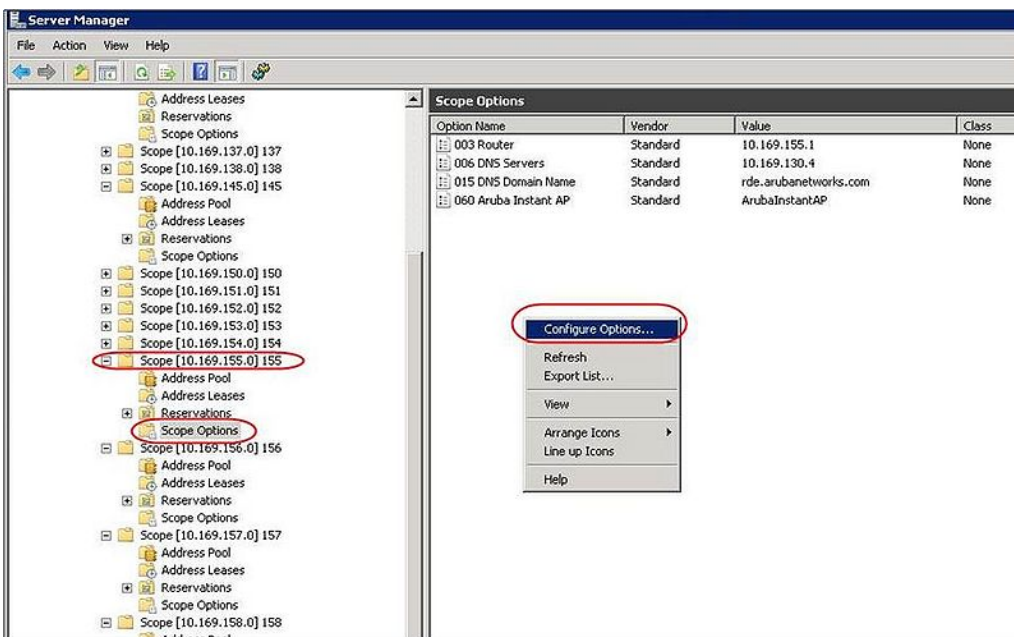 Server Manager
File Action View Help
Address Leases
Reservations
Scope Options
Scope [10.169.137.0] 137
Scope [10.169.138.0] 138
Scope [10.169.145.0] 145
Address Pool
Address Leases
Reservations
Scope Options
Scope [10.169.150.0] 150
Scope [10.169.151.0] 151
Scope [10.169.152.0] 152
Scope [10.169.153.0] 153
Scope [10.169.154.0] 154
Scope [10.169.155.0] 155
Address Pool
Address Leases
Reservations
Scope Options
Scope [10.169.156.0] 156
Address Pool
Address Leases
Reservations
Scope Options
Scope [10.169.157.0] 157
Address Pool
Address Leases
Reservations
Scope Options
Scope [10.169.158.0] 158
Scope Options
Option Name Vendor Value Class
003 Router Standard 10.169.155.1 None
006 DNS Servers Standard 10.169.130.4 None
015 DNS Domain Name Standard rde.arubanetworks.com None
060 Aruba Instant AP Standard ArubaInstantAP None
Configure Options...
Refresh
Export List...
View
Arrange Icons
Line up Icons
Help